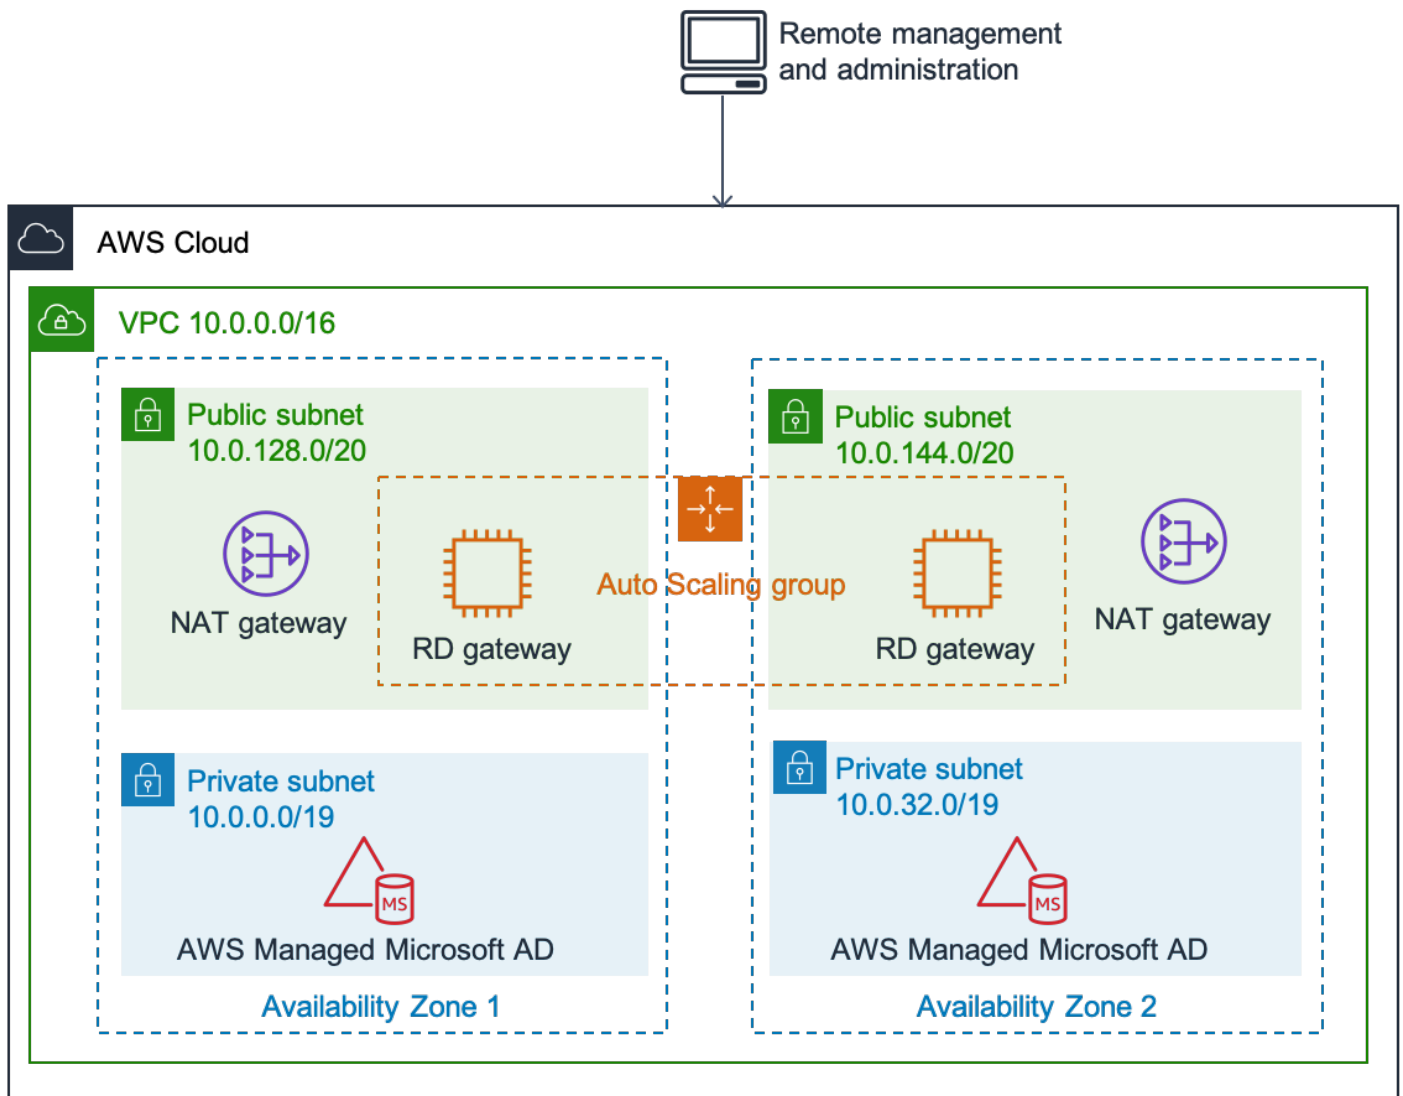 Remote management
and administration
AWS Cloud
VPC 10.0.0.0/16
Public subnet
10.0.128.0/20
NAT gateway
RD gateway
Auto Scaling group
Public subnet
10.0.144.0/20
RD gateway
NAT gateway
Private subnet
10.0.0.0/19
MS
AWS Managed Microsoft AD
Availability Zone 1
Private subnet
10.0.32.0/19
MS
AWS Managed Microsoft AD
Availability Zone 2